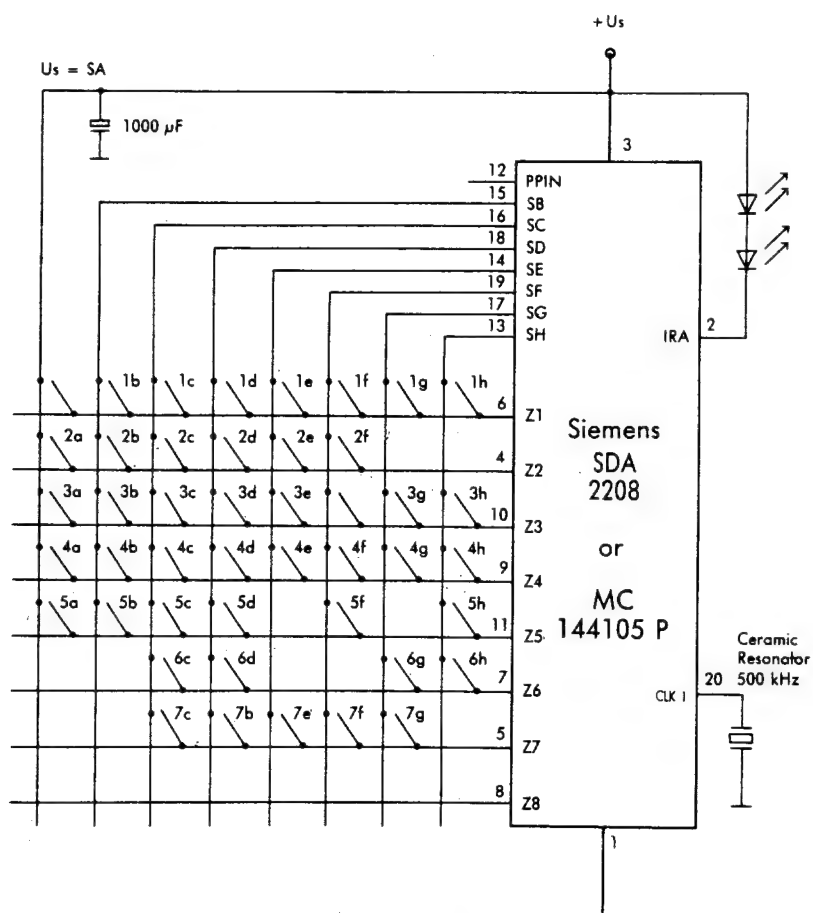 +Us
Us = SA
1000 µF
3
12 PPIN
15 SB
16 SC
18 SD
14 SE
19 SF
17 SG
13 SH
IRA 2
1b 1c 1d 1e 1f 1g 1h 6 Z1
2a 2b 2c 2d 2e 2f 4 Z2
3a 3b 3c 3d 3e 3g 3h 10 Z3
4a 4b 4c 4d 4e 4f 4g 4h 9 Z4
5a 5b 5c 5d 5f 5h 11 Z5
6c 6d 6g 6h 7 Z6
7c 7b 7e 7f 7g 5 Z7
8 Z8
Siemens
SDA
2208
or
MC
144105 P
Ceramic
Resonator
500 kHz
20
CLK I
1